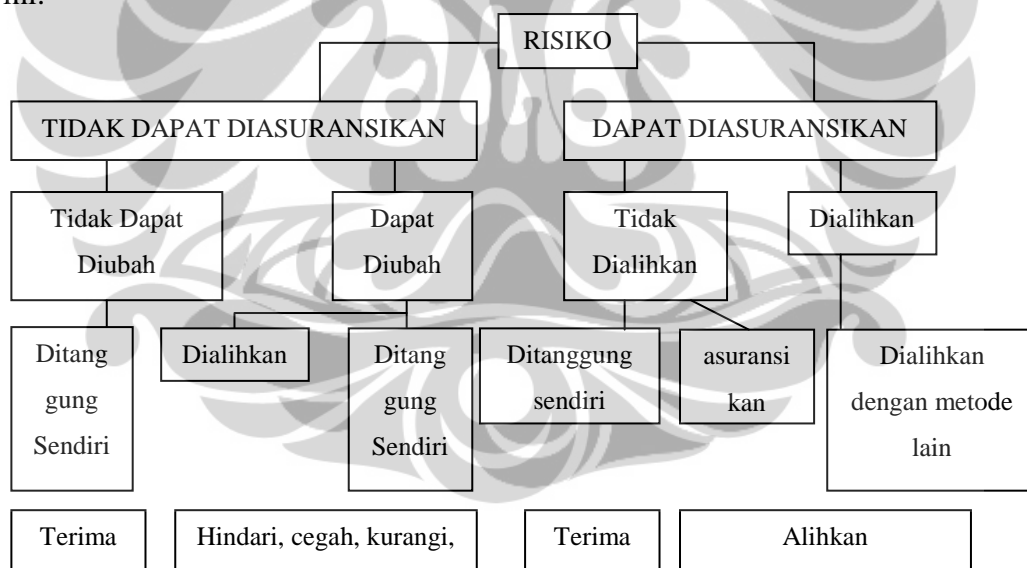 RISIKO
TIDAK DAPAT DIASURANSIKAN
DAPAT DIASURANSIKAN
Tidak Dapat
Diubah
Dapat
Diubah
Tidak
Dialihkan
Dialihkan
Ditang
gung
Sendiri
Dialihkan
Ditang
gung
Sendiri
Ditanggung
sendiri
asuransi
kan
Dialihkan
dengan metode
lain
Terima
Hindari, cegah, kurangi,
Terima
Alihkan